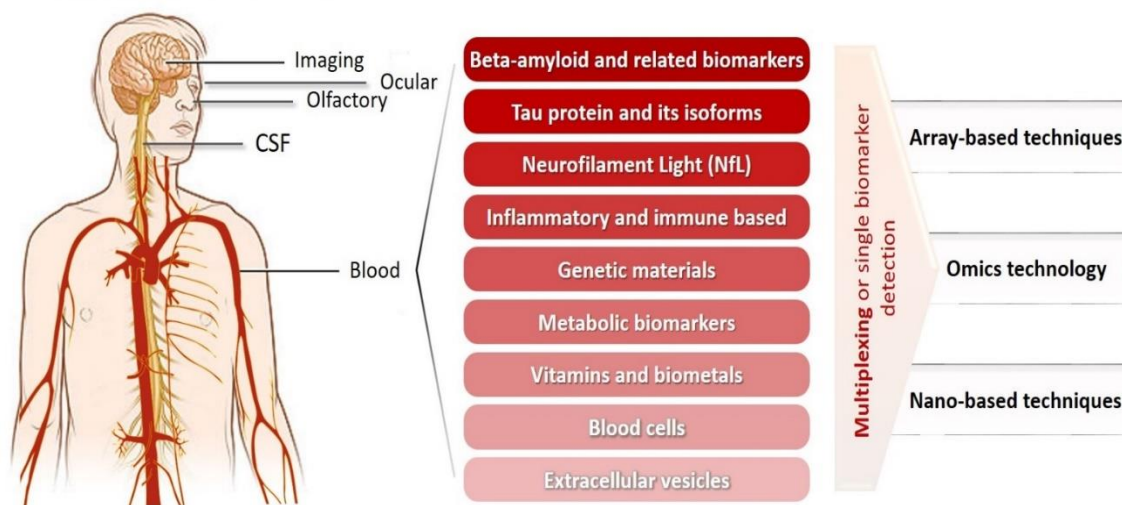 Imaging
Ocular
Olfactory
CSF
Blood
Beta-amyloid and related biomarkers
Tau protein and its isoforms
Neurofilament Light (NfL)
Inflammatory and immune based
Genetic materials
Metabolic biomarkers
Vitamins and biometals
Blood cells
Extracellular vesicles
Multiplexing or single biomarker
detection
Array-based techniques
Omics technology
Nano-based techniques